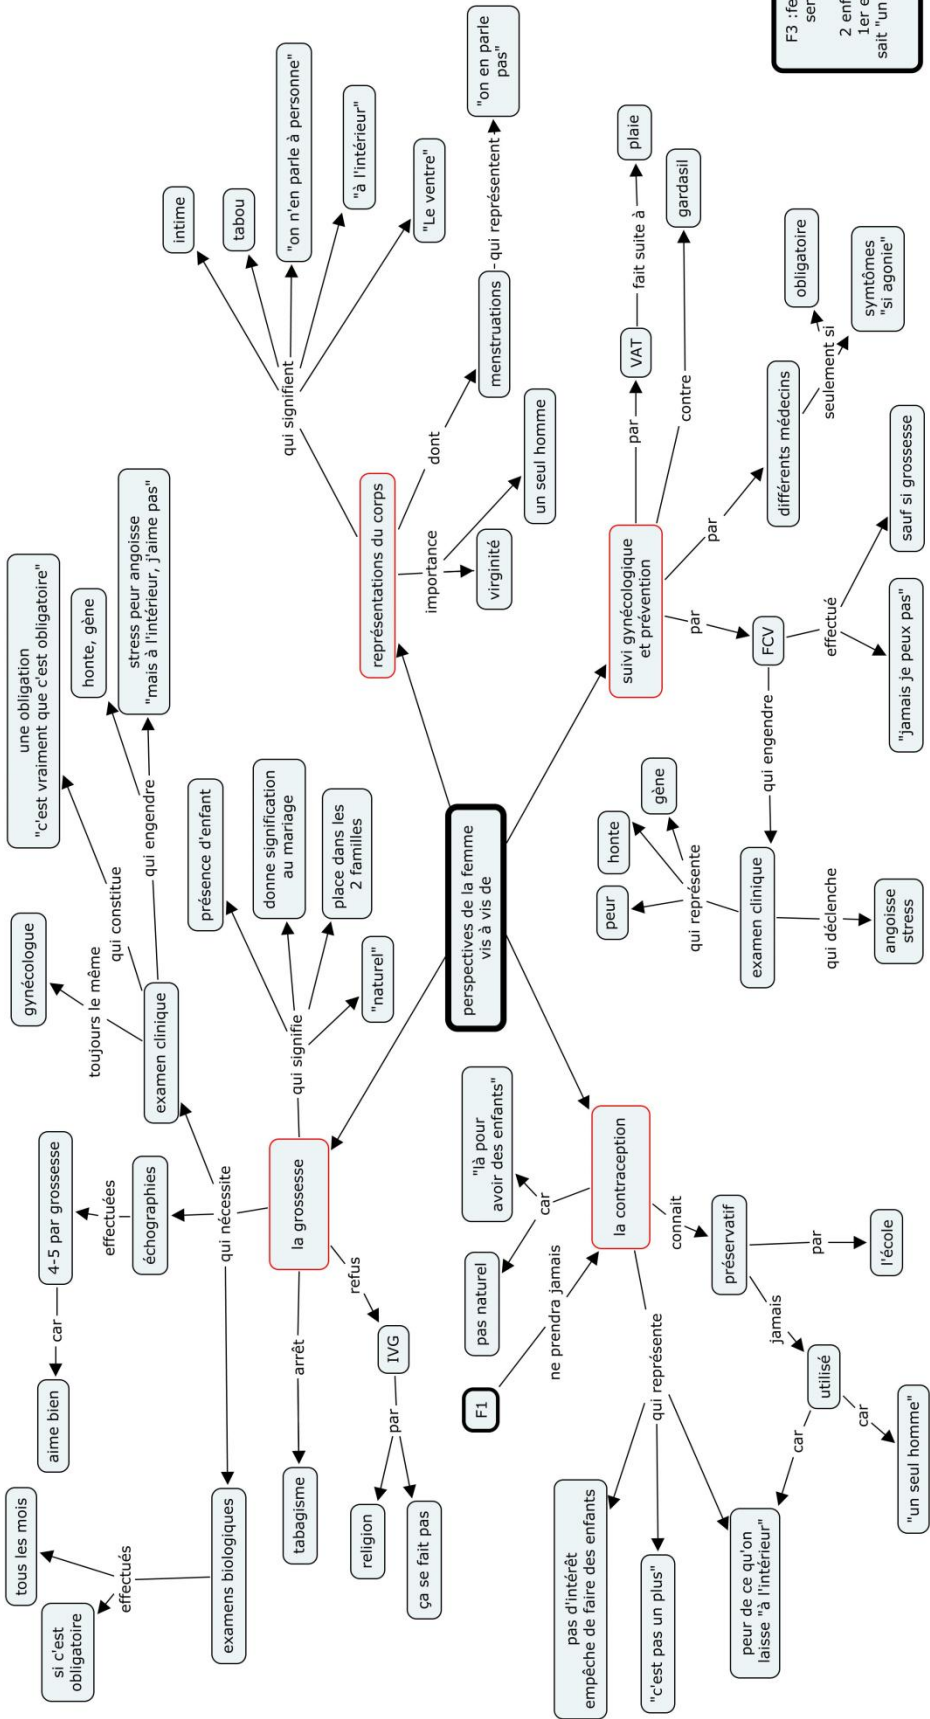 tous les mois
si c'est
obligatoire
effectués
examens biologiques
aime bien
car
4-5 par grossesse
effectuées
échographies
qui nécessite
gynécologue
toujours le même
examen clinique
qui constitue
une obligation
"c'est vraiment que c'est obligatoire"
qui engendre
honte, gène
stress peur angoisse
"mais à l'intérieur, j'aime pas"
la grossesse
qui signifie
présence d'enfant
donne signification
au mariage
place dans les
2 familles
"naturel"
arrêt
tabagisme
refus
IVG
par
religion
ça se fait pas
représentations du corps
qui signifient
intime
tabou
"on n'en parle à personne"
"à l'intérieur"
"Le ventre"
dont
menstruations
qui représentent
"on en parle
pas"
importance
virginité
un seul homme
perspectives de la femme
vis à vis de
F1
ne prendra jamais
la contraception
car
"là pour
avoir des enfants"
pas naturel
qui représente
pas d'intérêt
empêche de faire des enfants
"c'est pas un plus"
peur de ce qu'on
laisse "à l'intérieur"
connait
préservatif
par
l'école
jamais
utilisé
car
car
"un seul homme"
suivi gynécologique
et prévention
par
VAT
fait suite à
plaie
contre
gardasil
par
différents médecins
seulement si
obligatoire
symtômes
"si agonie"
par
FCV
effectué
sauf si grossesse
"jamais je peux pas"
qui engendre
examen clinique
qui représente
peur
honte
gène
qui déclenche
angoisse
stress
F3 :fe
ser
2 enf
1er e
sait "un